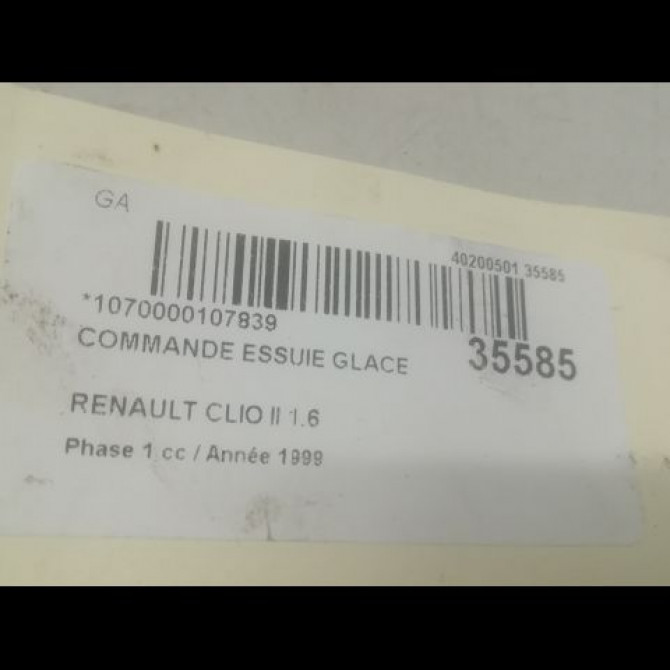 GA
40200501 35585
*1070000107839
COMMANDE ESSUIE GLACE
35585
RENAULT CLIO II 1.6
Phase 1 cc / Année 1999